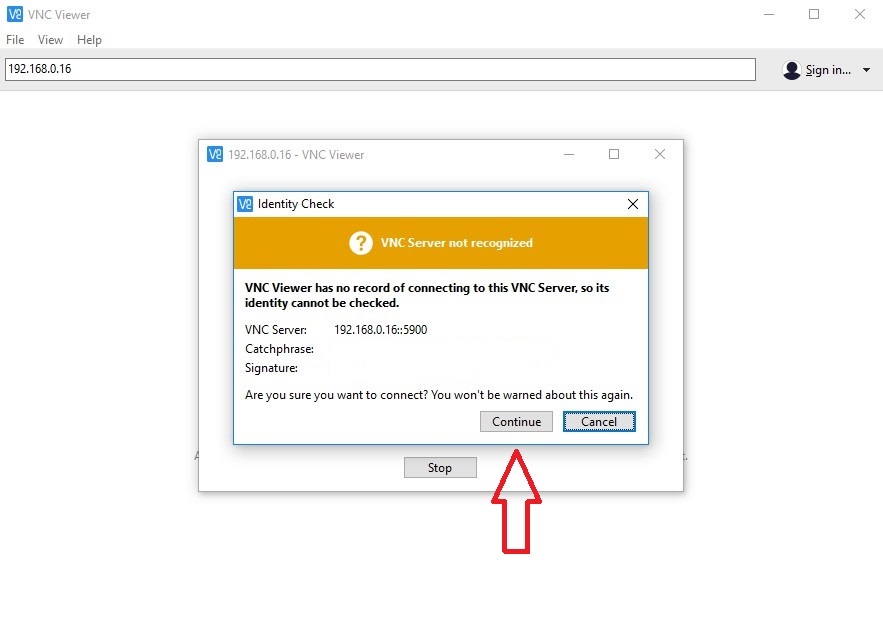 VNC Viewer
File View Help
192.168.0.16
Sign in...
192.168.0.16 - VNC Viewer
Identity Check
VNC Server not recognized
VNC Viewer has no record of connecting to this VNC Server, so its
identity cannot be checked.
VNC Server: 192.168.0.16::5900
Catchphrase:
Signature:
Are you sure you want to connect? You won't be warned about this again.
Continue Cancel
Stop